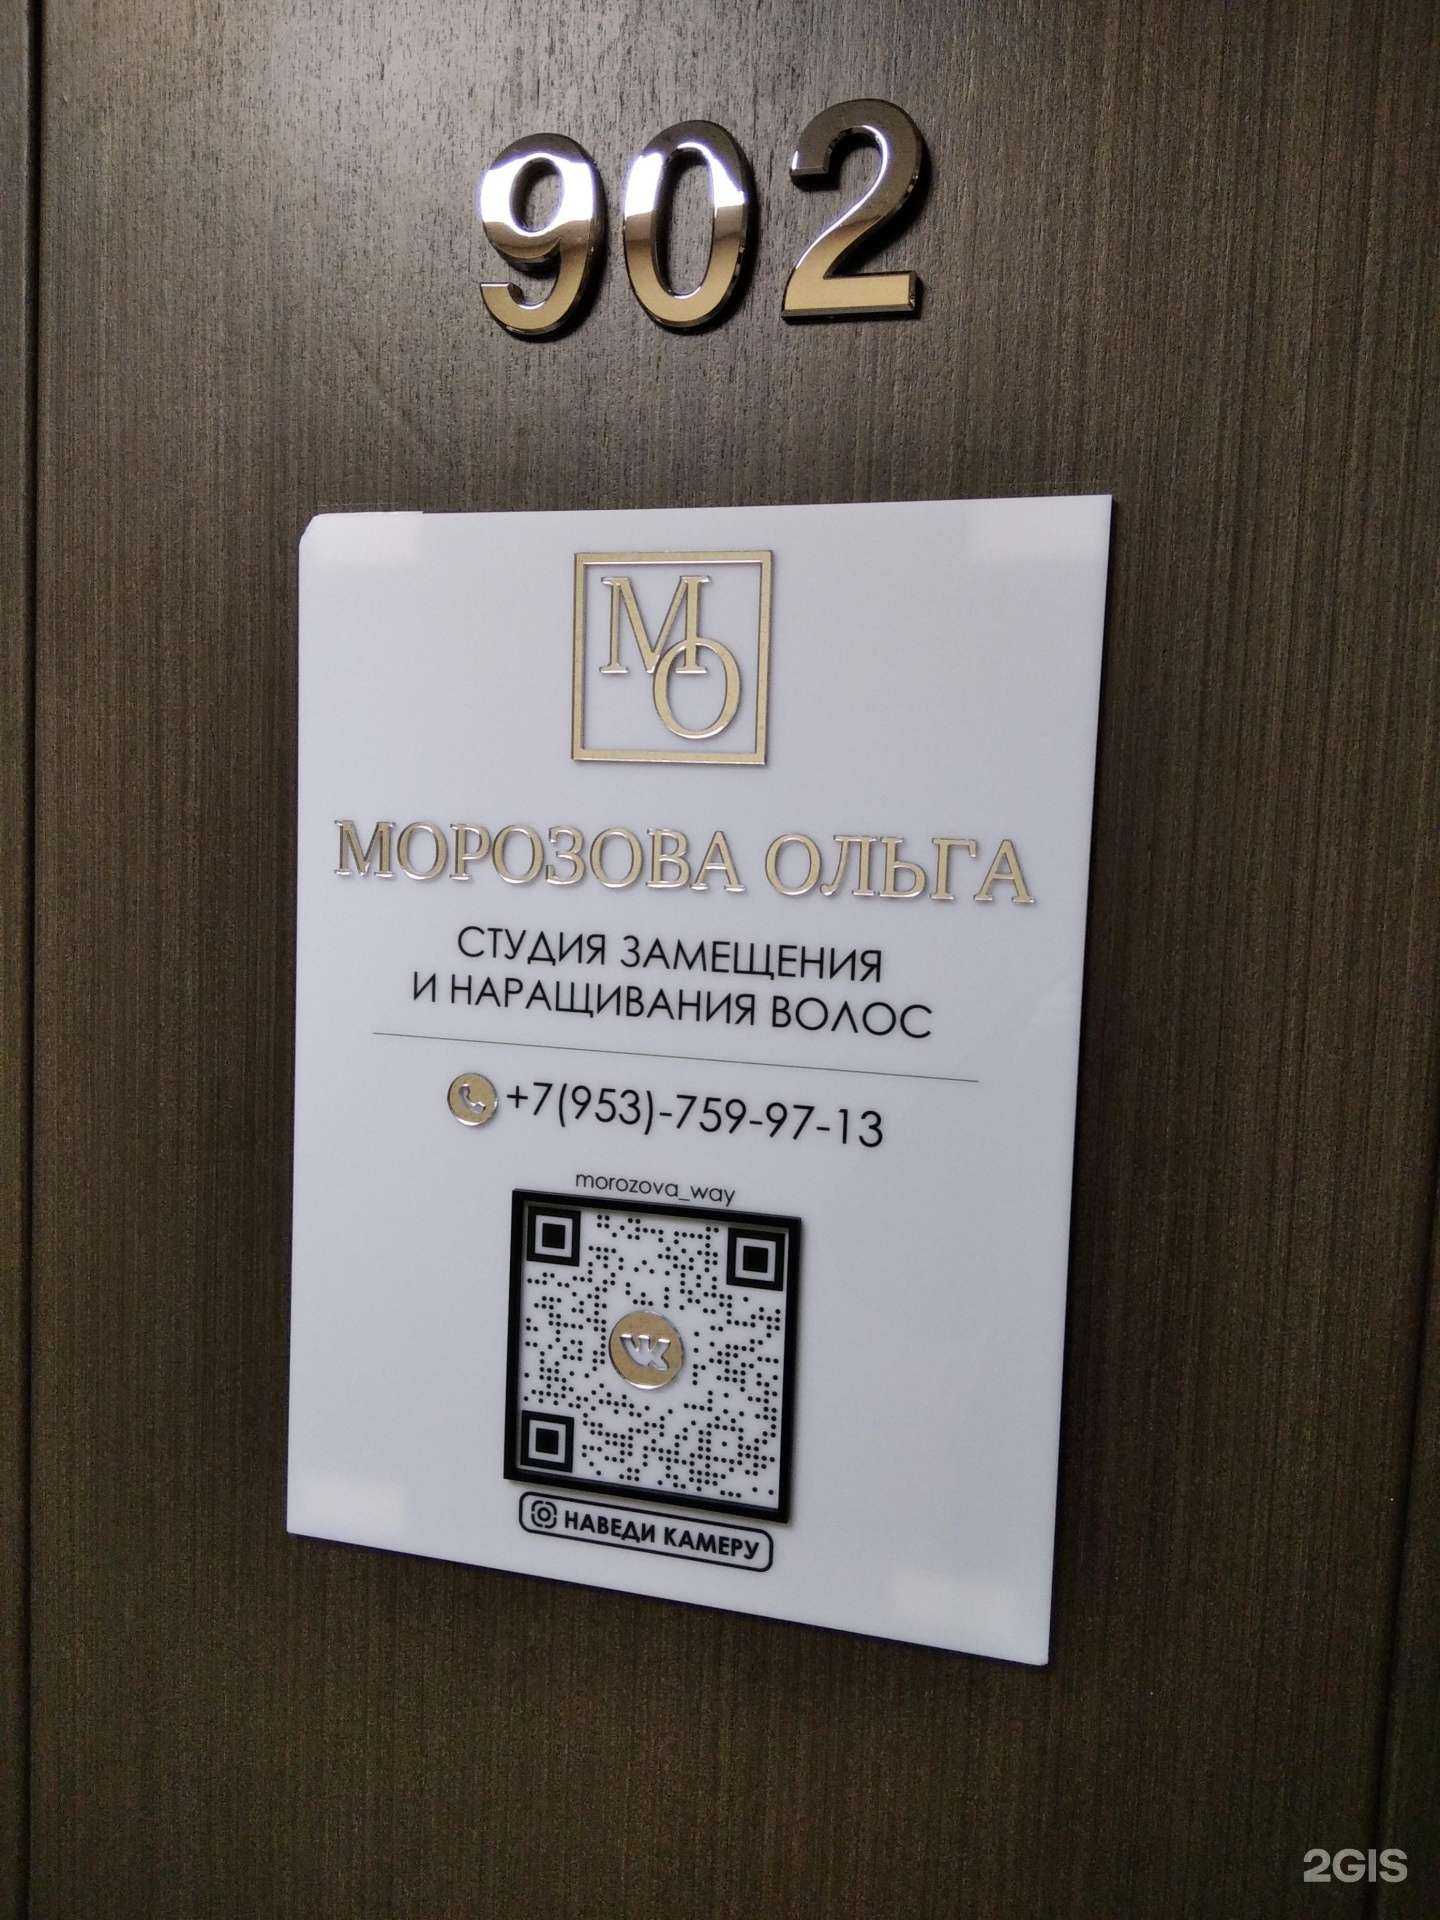 902
МО
МОРОЗОВА ОЛЬГА
СТУДИЯ ЗАМЕЩЕНИЯ
И НАРАЩИВАНИЯ ВОЛОС
+7(953)-759-97-13
morozova_way
НАВЕДИ КАМЕРУ
2GIS